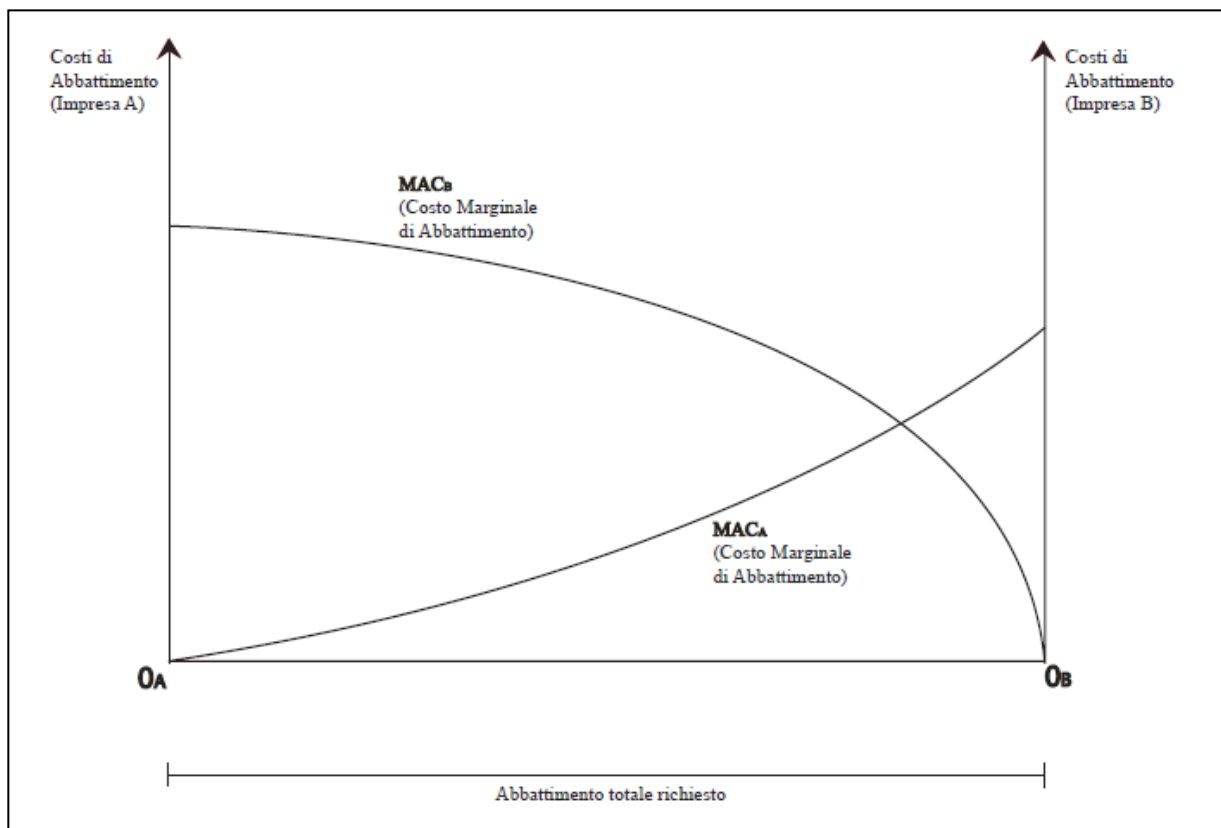 Costi di
Abbattimento
(Impresa A)
Costi di
Abbattimento
(Impresa B)
MACB
(Costo Marginale
di Abbattimento)
MACA
(Costo Marginale
di Abbattimento)
0A
0B
Abbattimento totale richiesto